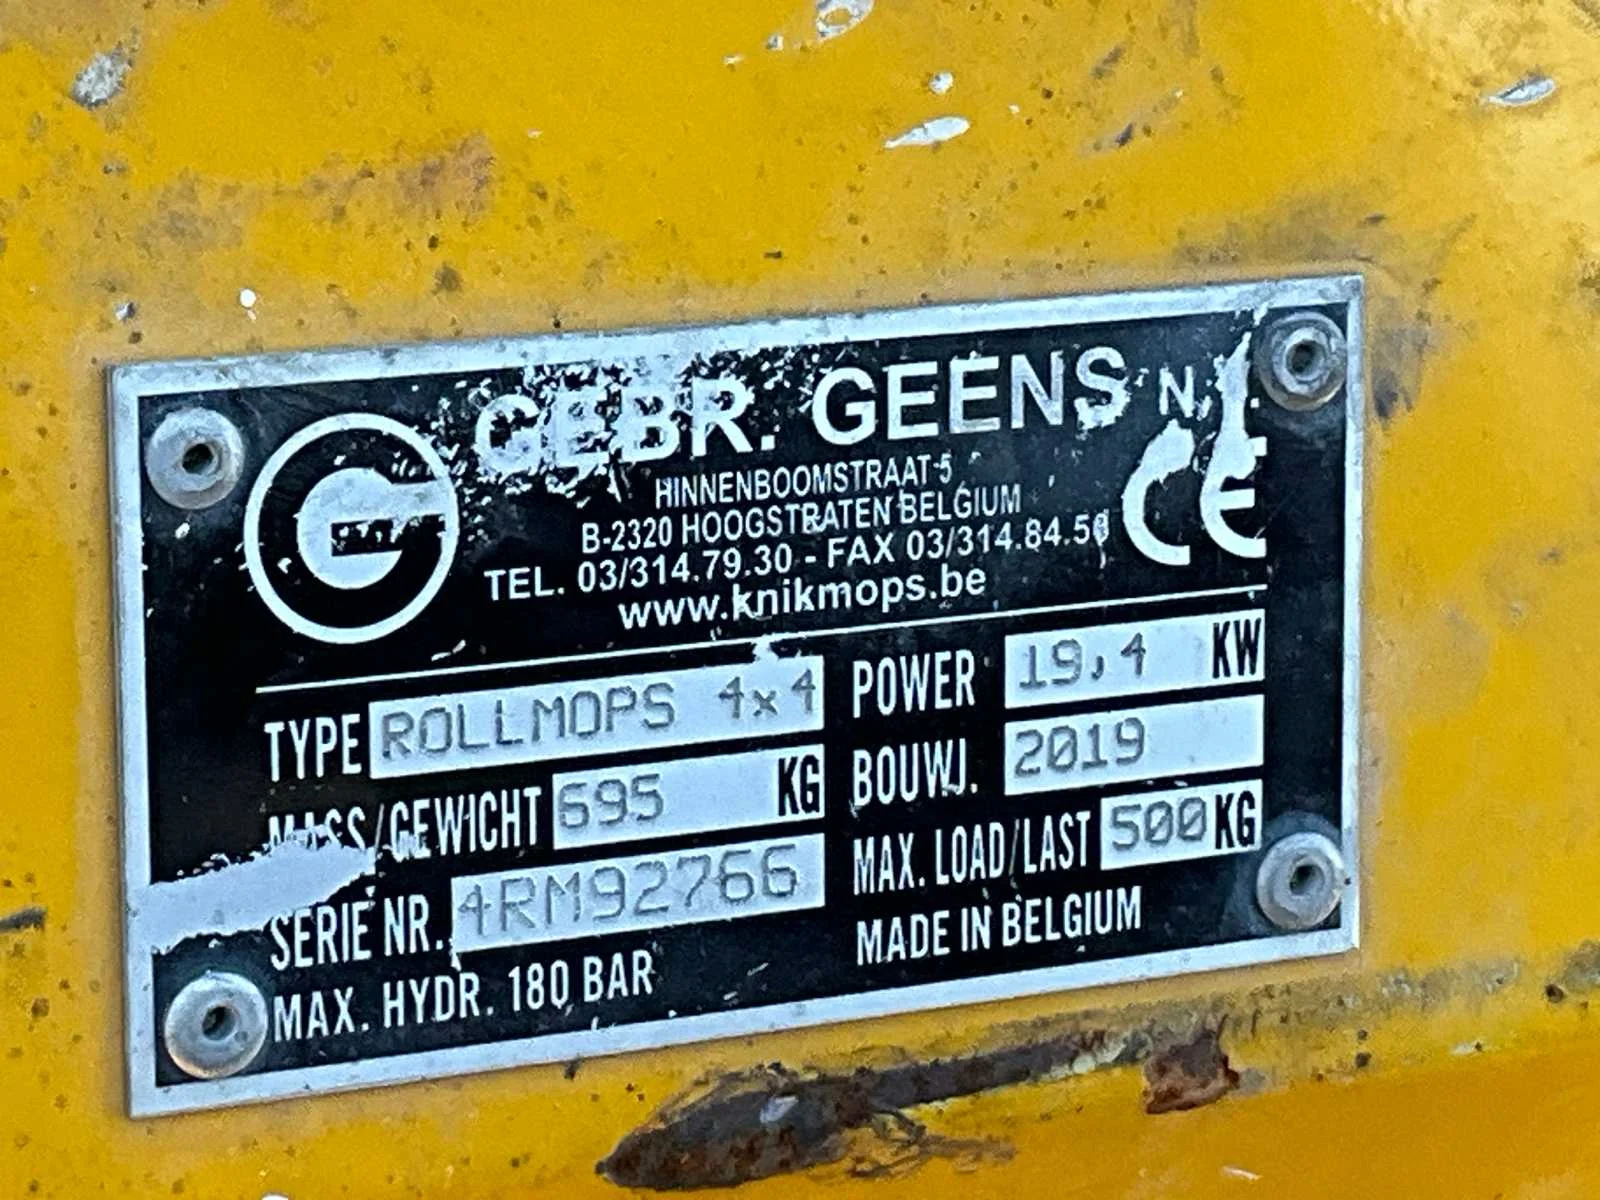 GEBR. GEENS N.V.
HINNENBOOMSTRAAT 5
B-2320 HOOGSTRATEN BELGIUM
TEL. 03/314.79.30 - FAX 03/314.84.50
www.knikmops.be
CE
TYPE ROLLMOPS 4x4
POWER 19,4 KW
MASS/GEWICHT 695 KG
BOUWJ. 2019
SERIE NR. 4RM92766
MAX. LOAD/LAST 500 KG
MAX. HYDR. 180 BAR
MADE IN BELGIUM